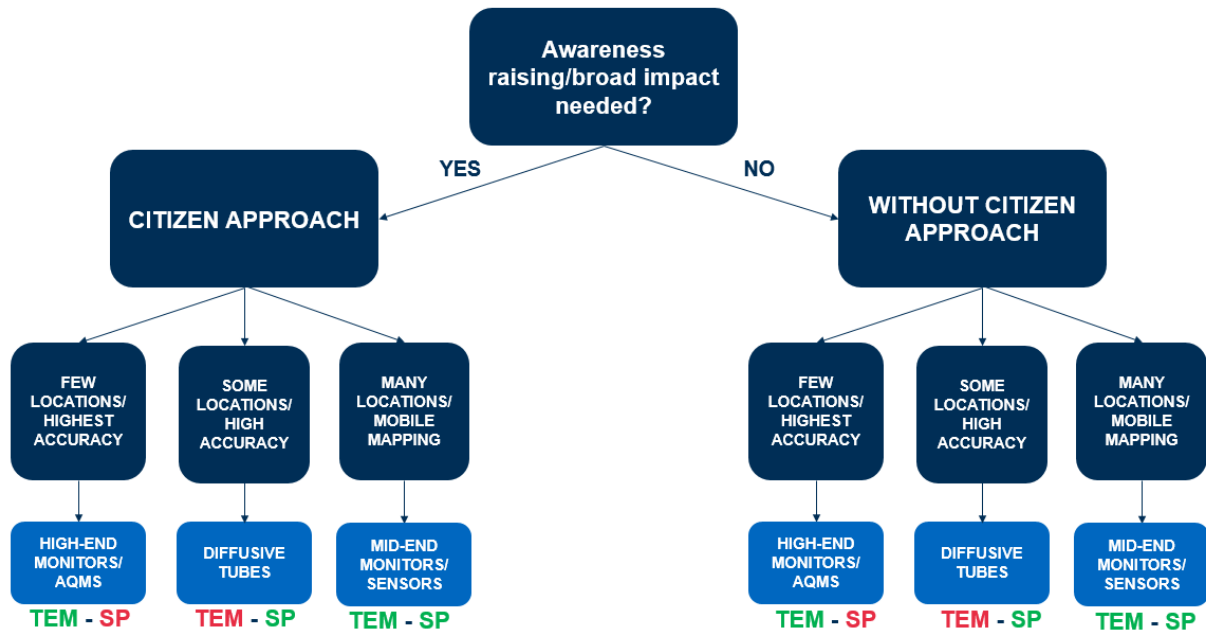 Awareness
raising/broad impact
needed?
YES
NO
CITIZEN APPROACH
WITHOUT CITIZEN
APPROACH
FEW
LOCATIONS/
HIGHEST
ACCURACY
SOME
LOCATIONS/
HIGH
ACCURACY
MANY
LOCATIONS/
MOBILE
MAPPING
FEW
LOCATIONS/
HIGHEST
ACCURACY
SOME
LOCATIONS/
HIGH
ACCURACY
MANY
LOCATIONS/
MOBILE
MAPPING
HIGH-END
MONITORS/
AQMS
DIFFUSIVE
TUBES
MID-END
MONITORS/
SENSORS
HIGH-END
MONITORS/
AQMS
DIFFUSIVE
TUBES
MID-END
MONITORS/
SENSORS
TEM - SP
TEM - SP
TEM - SP
TEM - SP
TEM - SP
TEM - SP